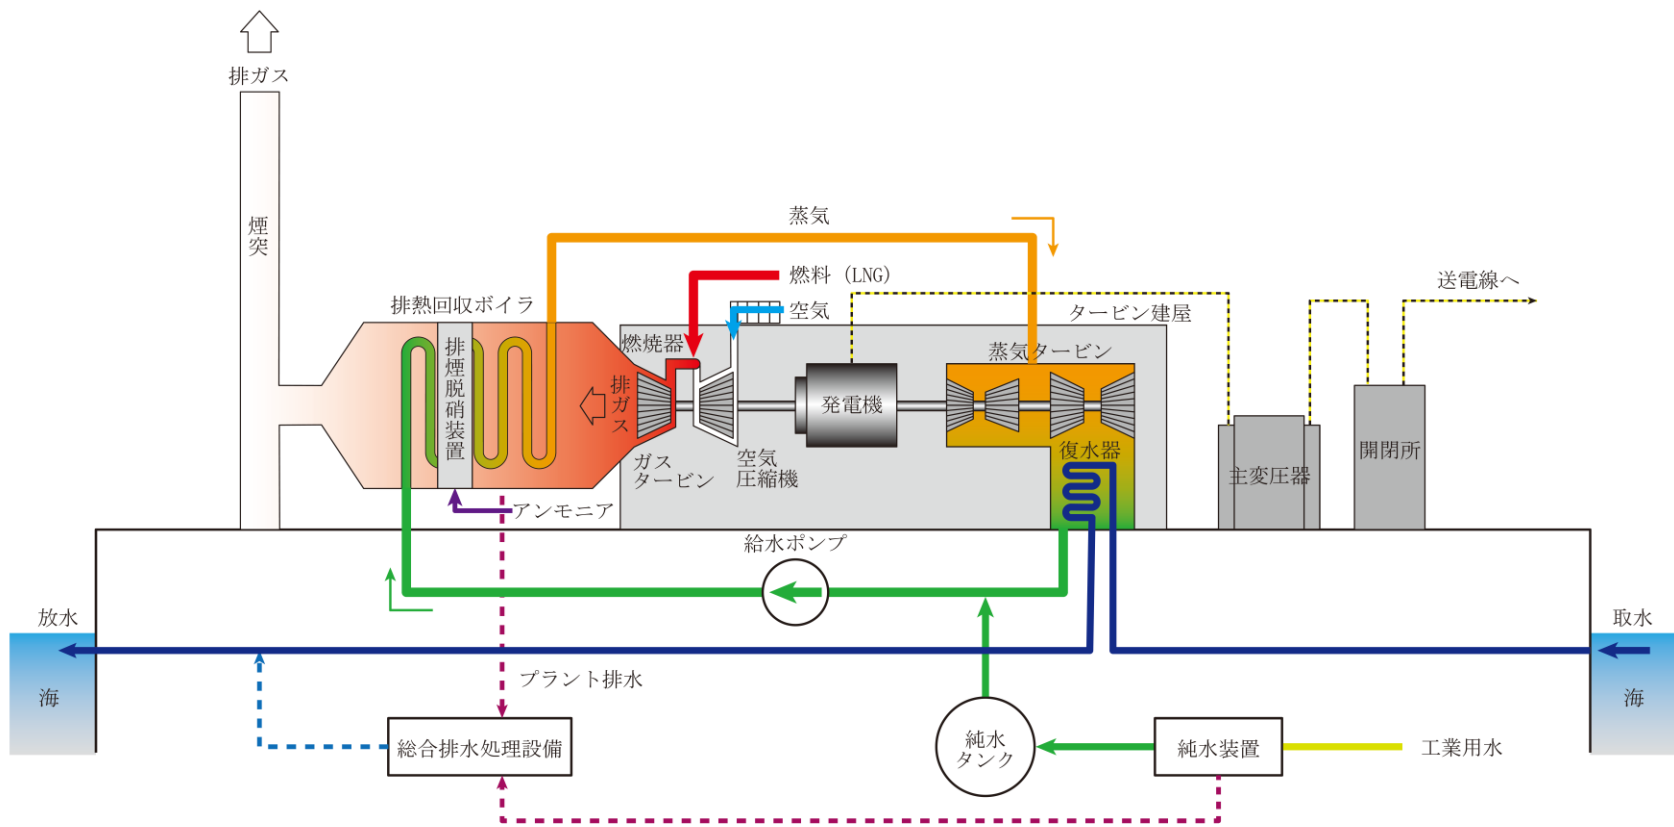 排ガス
煙突
蒸気
燃料 (LNG)
空気
送電線へ
排熱回収ボイラ
タービン建屋
燃焼器
蒸気タービン
排煙脱硝装置
排ガス
発電機
ガス
タービン
空気
圧縮機
復水器
主変圧器
開閉所
アンモニア
給水ポンプ
放水
取水
海
海
プラント排水
総合排水処理設備
純水
タンク
純水装置
工業用水